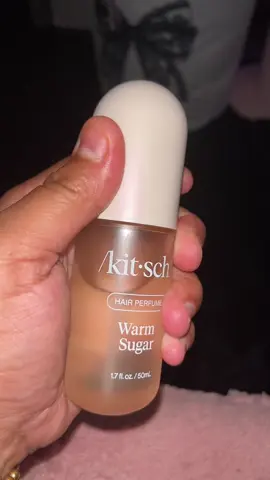 /kit·sch
HAIR PERFUME
Warm
Sugar
1.7 fl.oz. / 50mL